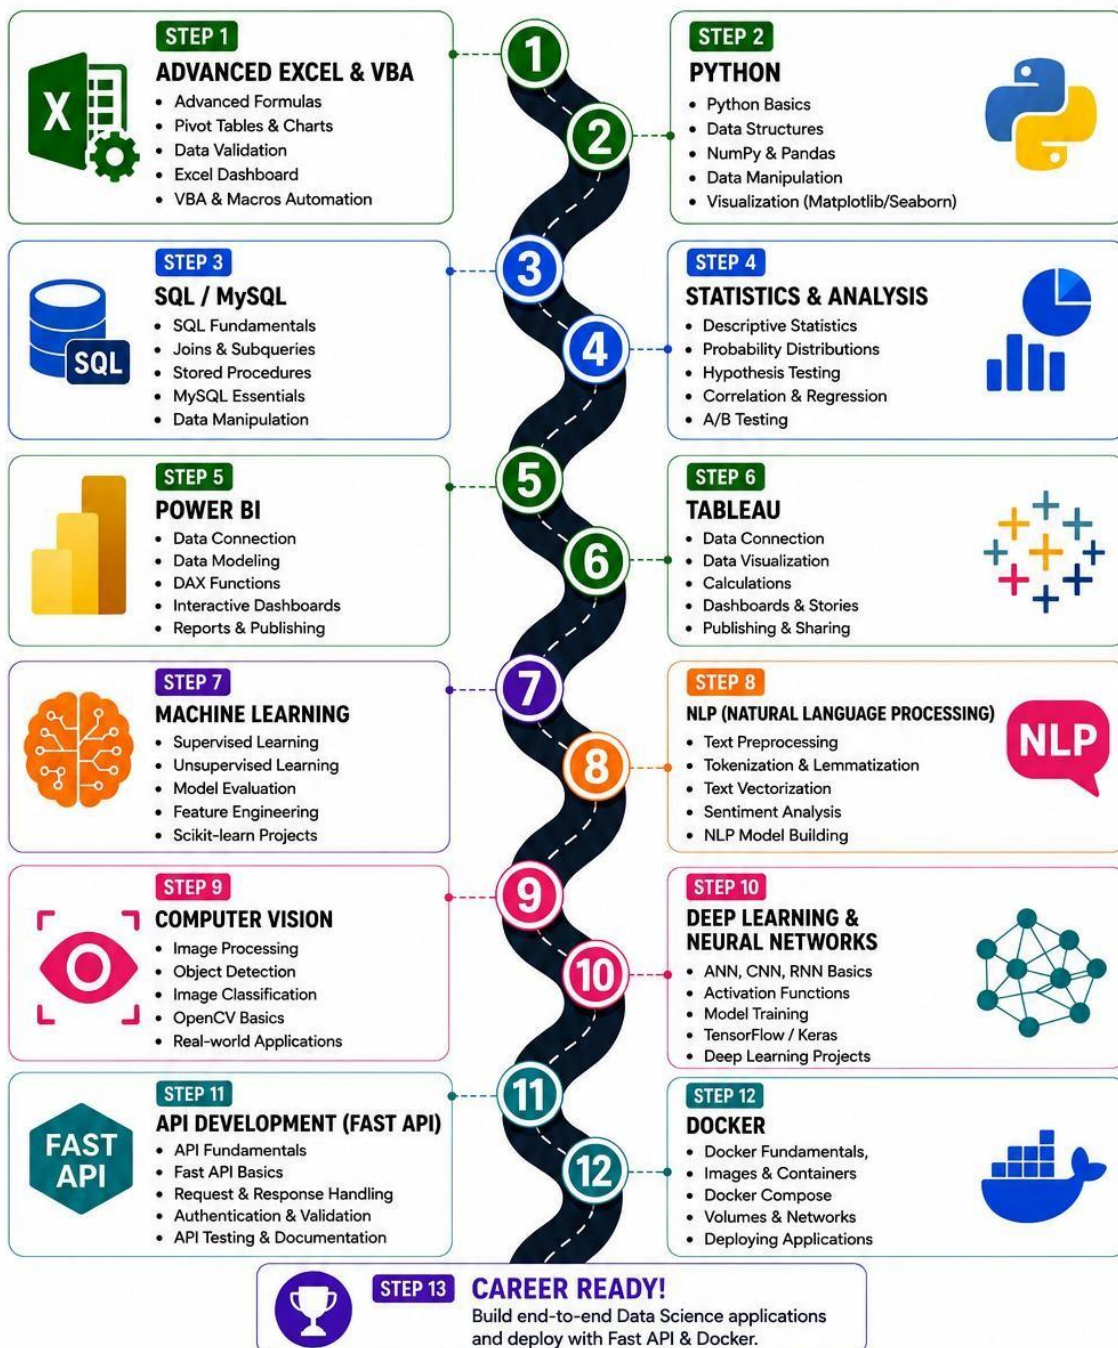 STEP 1
ADVANCED EXCEL & VBA
• Advanced Formulas
• Pivot Tables & Charts
• Data Validation
• Excel Dashboard
• VBA & Macros Automation
X
1
STEP 2
PYTHON
• Python Basics
• Data Structures
• NumPy & Pandas
• Data Manipulation
• Visualization (Matplotlib/Seaborn)
2
STEP 3
SQL / MySQL
• SQL Fundamentals
• Joins & Subqueries
• Stored Procedures
• MySQL Essentials
• Data Manipulation
SQL
3
STEP 4
STATISTICS & ANALYSIS
• Descriptive Statistics
• Probability Distributions
• Hypothesis Testing
• Correlation & Regression
• A/B Testing
4
STEP 5
POWER BI
• Data Connection
• Data Modeling
• DAX Functions
• Interactive Dashboards
• Reports & Publishing
5
STEP 6
TABLEAU
• Data Connection
• Data Visualization
• Calculations
• Dashboards & Stories
• Publishing & Sharing
6
STEP 7
MACHINE LEARNING
• Supervised Learning
• Unsupervised Learning
• Model Evaluation
• Feature Engineering
• Scikit-learn Projects
7
STEP 8
NLP (NATURAL LANGUAGE PROCESSING)
• Text Preprocessing
• Tokenization & Lemmatization
• Text Vectorization
• Sentiment Analysis
• NLP Model Building
NLP
8
STEP 9
COMPUTER VISION
• Image Processing
• Object Detection
• Image Classification
• OpenCV Basics
• Real-world Applications
9
STEP 10
DEEP LEARNING &
NEURAL NETWORKS
• ANN, CNN, RNN Basics
• Activation Functions
• Model Training
• TensorFlow / Keras
• Deep Learning Projects
10
STEP 11
API DEVELOPMENT (FAST API)
• API Fundamentals
• Fast API Basics
• Request & Response Handling
• Authentication & Validation
• API Testing & Documentation
FAST
API
11
STEP 12
DOCKER
• Docker Fundamentals,
• Images & Containers
• Docker Compose
• Volumes & Networks
• Deploying Applications
12
STEP 13
CAREER READY!
Build end-to-end Data Science applications
and deploy with Fast API & Docker.